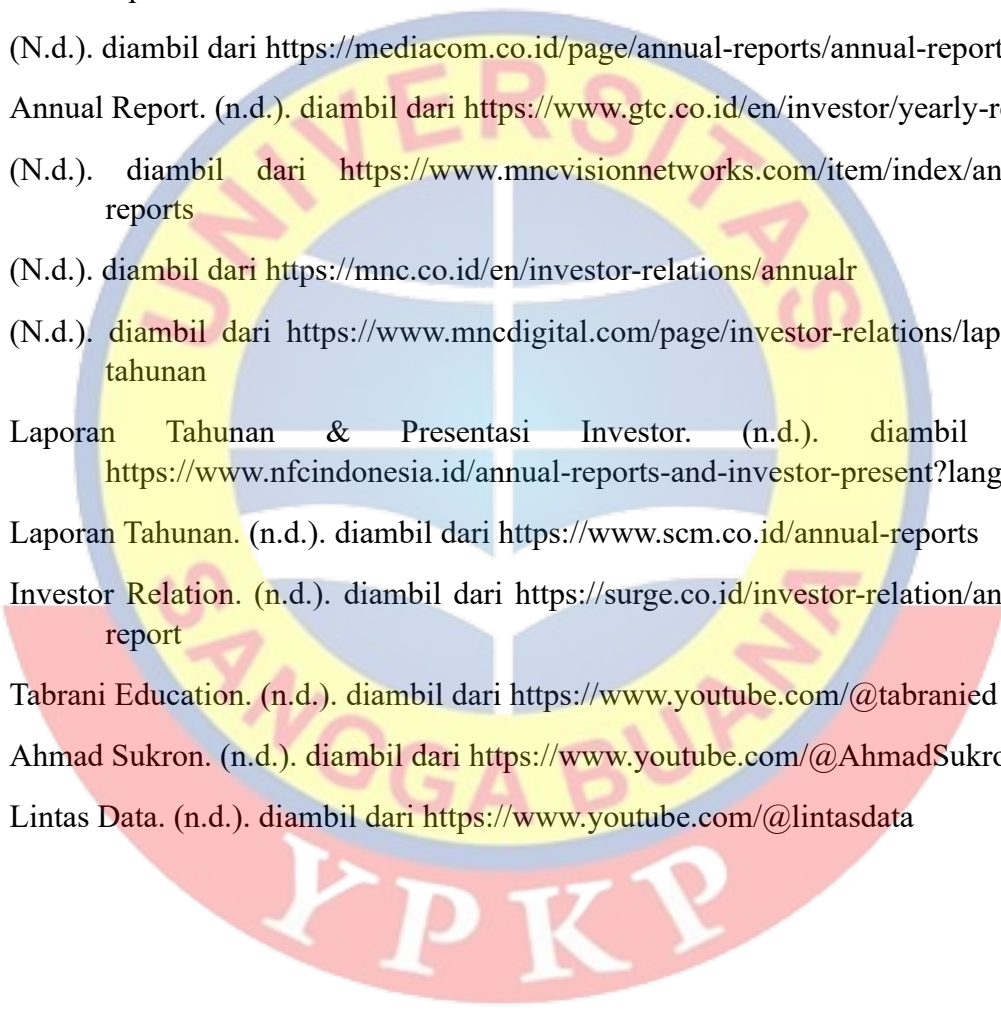 (N.d.). diambil dari https://mediacom.co.id/page/annual-reports/annual-report
Annual Report. (n.d.). diambil dari https://www.gtc.co.id/en/investor/yearly-re
(N.d.). diambil dari https://www.mncvisionnetworks.com/item/index/an
reports
(N.d.). diambil dari https://mnc.co.id/en/investor-relations/annualr
(N.d.). diambil dari https://www.mncdigital.com/page/investor-relations/lap
tahunan
Laporan Tahunan & Presentasi Investor. (n.d.). diambil
https://www.nfcindonesia.id/annual-reports-and-investor-present?lang
Laporan Tahunan. (n.d.). diambil dari https://www.scm.co.id/annual-reports
Investor Relation. (n.d.). diambil dari https://surge.co.id/investor-relation/an
report
Tabrani Education. (n.d.). diambil dari https://www.youtube.com/@tabranied
Ahmad Sukron. (n.d.). diambil dari https://www.youtube.com/@AhmadSukro
Lintas Data. (n.d.). diambil dari https://www.youtube.com/@lintasdata
UNIVERSITAS
SANGGA BUANA
YPKP